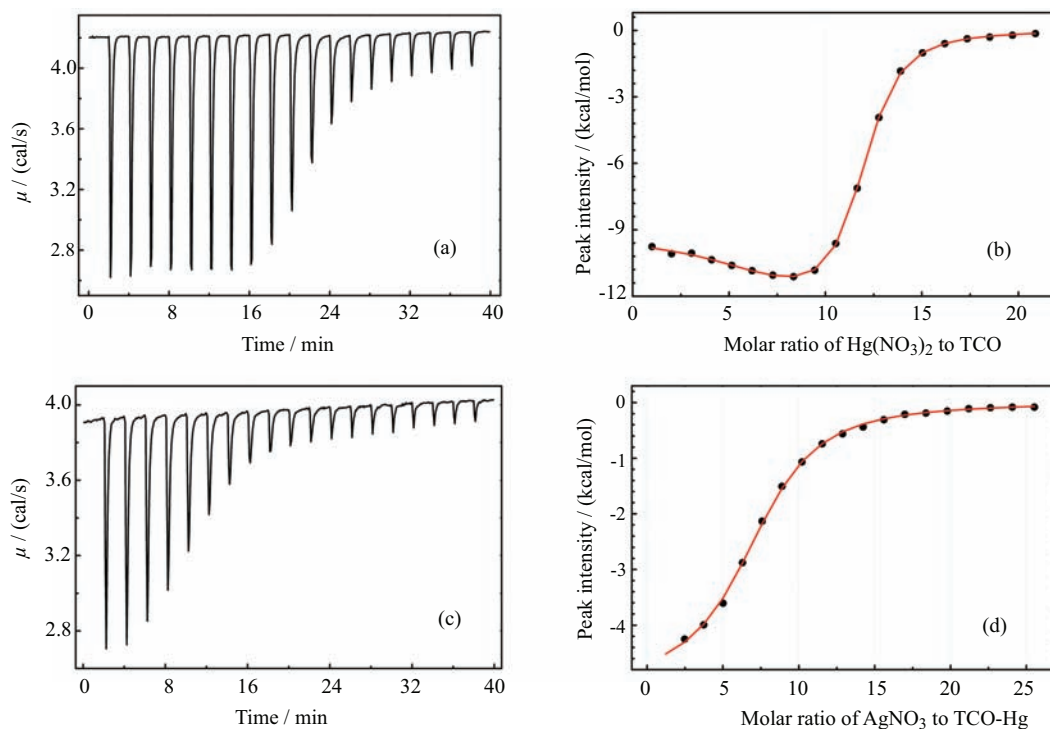 4.0
3.6
3.2
2.8
μ / (cal/s)
(a)
0 8 16 24 32 40
Time / min
0
-3
-6
-9
-12
Peak intensity / (kcal/mol)
(b)
0 5 10 15 20
Molar ratio of Hg(NO3)2 to TCO
4.0
3.6
3.2
2.8
μ / (cal/s)
(c)
0 8 16 24 32 40
Time / min
0
-1
-2
-3
-4
Peak intensity / (kcal/mol)
(d)
0 5 10 15 20 25
Molar ratio of AgNO3 to TCO-Hg